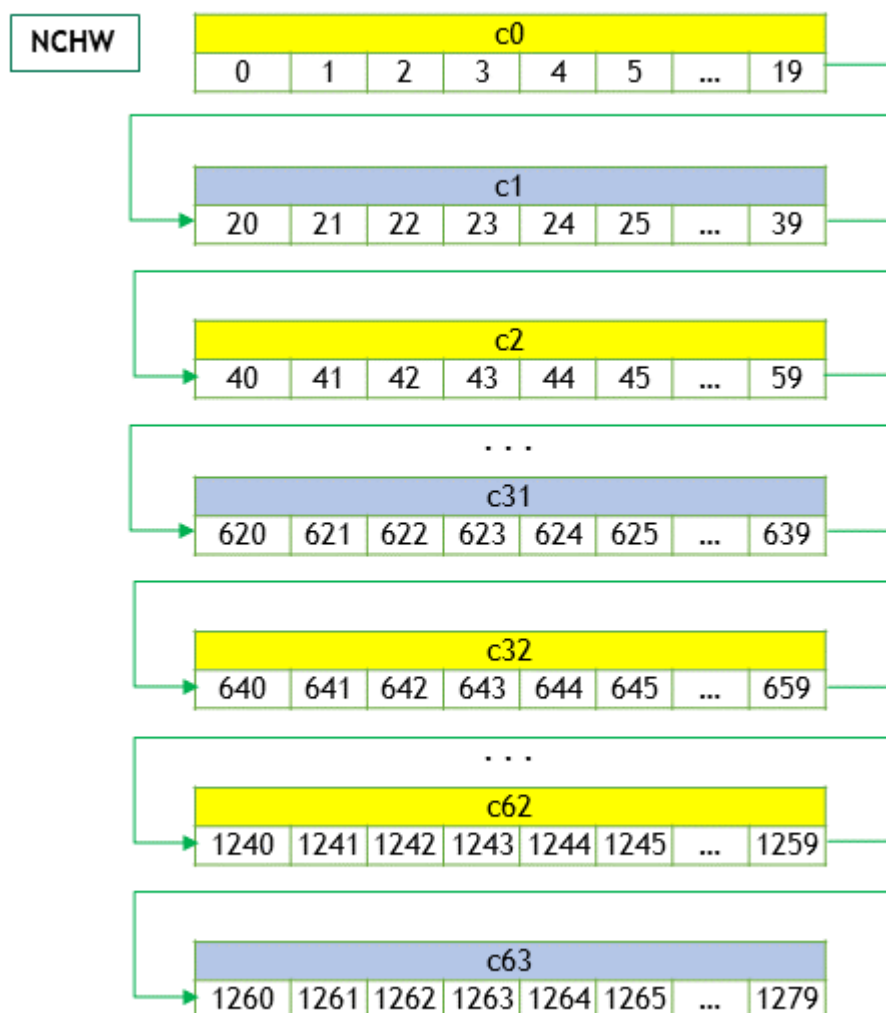 NCHW
c0
0 1 2 3 4 5 ... 19
c1
20 21 22 23 24 25 ... 39
c2
40 41 42 43 44 45 ... 59
...
c31
620 621 622 623 624 625 ... 639
c32
640 641 642 643 644 645 ... 659
...
c62
1240 1241 1242 1243 1244 1245 ... 1259
c63
1260 1261 1262 1263 1264 1265 ... 1279